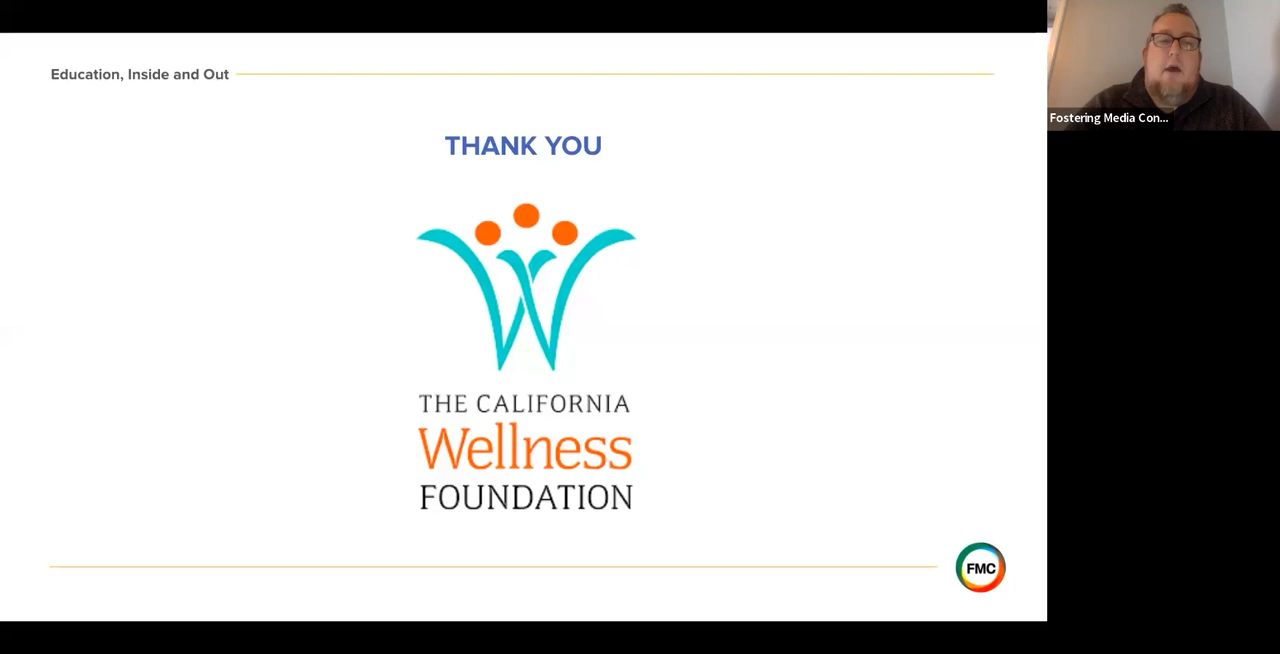 Education, Inside and Out
THANK YOU
THE CALIFORNIA
Wellness
FOUNDATION
FMC
Fostering Media Con...